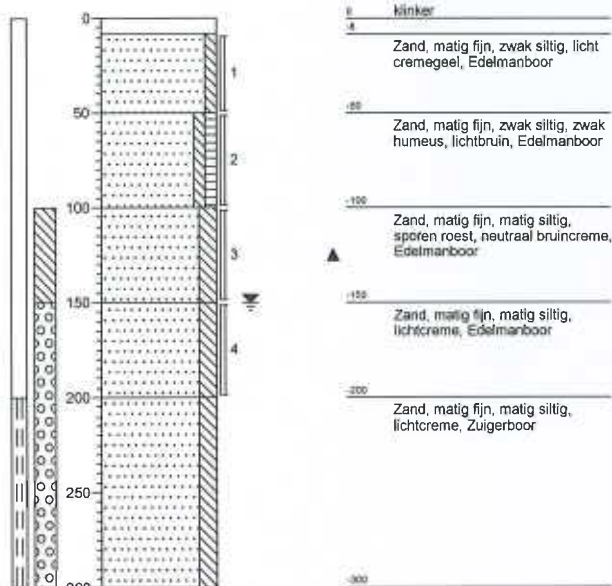 0
50
100
150
200
250
1
2
3
4
0 klinker
-8
Zand, matig fijn, zwak siltig, licht
cremegeel, Edelmanboor
-50
Zand, matig fijn, zwak siltig, zwak
humeus, lichtbruin, Edelmanboor
-100
Zand, matig fijn, matig siltig,
sporen roest, neutraal bruincreme,
Edelmanboor
-150
Zand, matig fijn, matig siltig,
lichtcreme, Edelmanboor
-200
Zand, matig fijn, matig siltig,
lichtcreme, Zuigerboor
-300